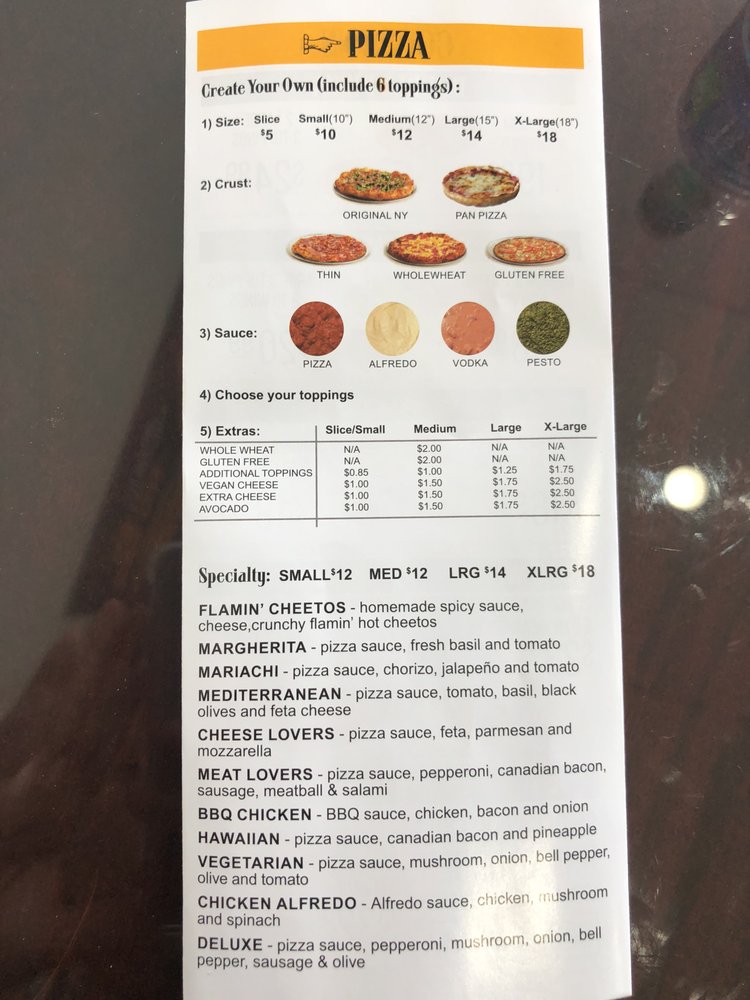 PIZZA
Create Your Own (include 6 toppings) :
1) Size: Slice Small(10") Medium(12") Large(15") X-Large(18")
$5 $10 $12 $14 $18
2) Crust:
ORIGINAL NY PAN PIZZA
THIN WHOLEWHEAT GLUTEN FREE
3) Sauce:
PIZZA ALFREDO VODKA PESTO
4) Choose your toppings
5) Extras: Slice/Small Medium Large X-Large
WHOLE WHEAT N/A $2.00 N/A N/A
GLUTEN FREE N/A $2.00 N/A N/A
ADDITIONAL TOPPINGS $0.85 $1.00 $1.25 $1.75
VEGAN CHEESE $1.00 $1.50 $1.75 $2.50
EXTRA CHEESE $1.00 $1.50 $1.75 $2.50
AVOCADO $1.00 $1.50 $1.75 $2.50
Specialty: SMALL$12 MED $12 LRG $14 XLRG $18
FLAMIN' CHEETOS - homemade spicy sauce,
cheese,crunchy flamin' hot cheetos
MARGHERITA - pizza sauce, fresh basil and tomato
MARIACHI - pizza sauce, chorizo, jalapeño and tomato
MEDITERRANEAN - pizza sauce, tomato, basil, black
olives and feta cheese
CHEESE LOVERS - pizza sauce, feta, parmesan and
mozzarella
MEAT LOVERS - pizza sauce, pepperoni, canadian bacon,
sausage, meatball & salami
BBQ CHICKEN - BBQ sauce, chicken, bacon and onion
HAWAIIAN - pizza sauce, canadian bacon and pineapple
VEGETARIAN - pizza sauce, mushroom, onion, bell pepper,
olive and tomato
CHICKEN ALFREDO - Alfredo sauce, chicken, mushroom
and spinach
DELUXE - pizza sauce, pepperoni, mushroom, onion, bell
pepper, sausage & olive